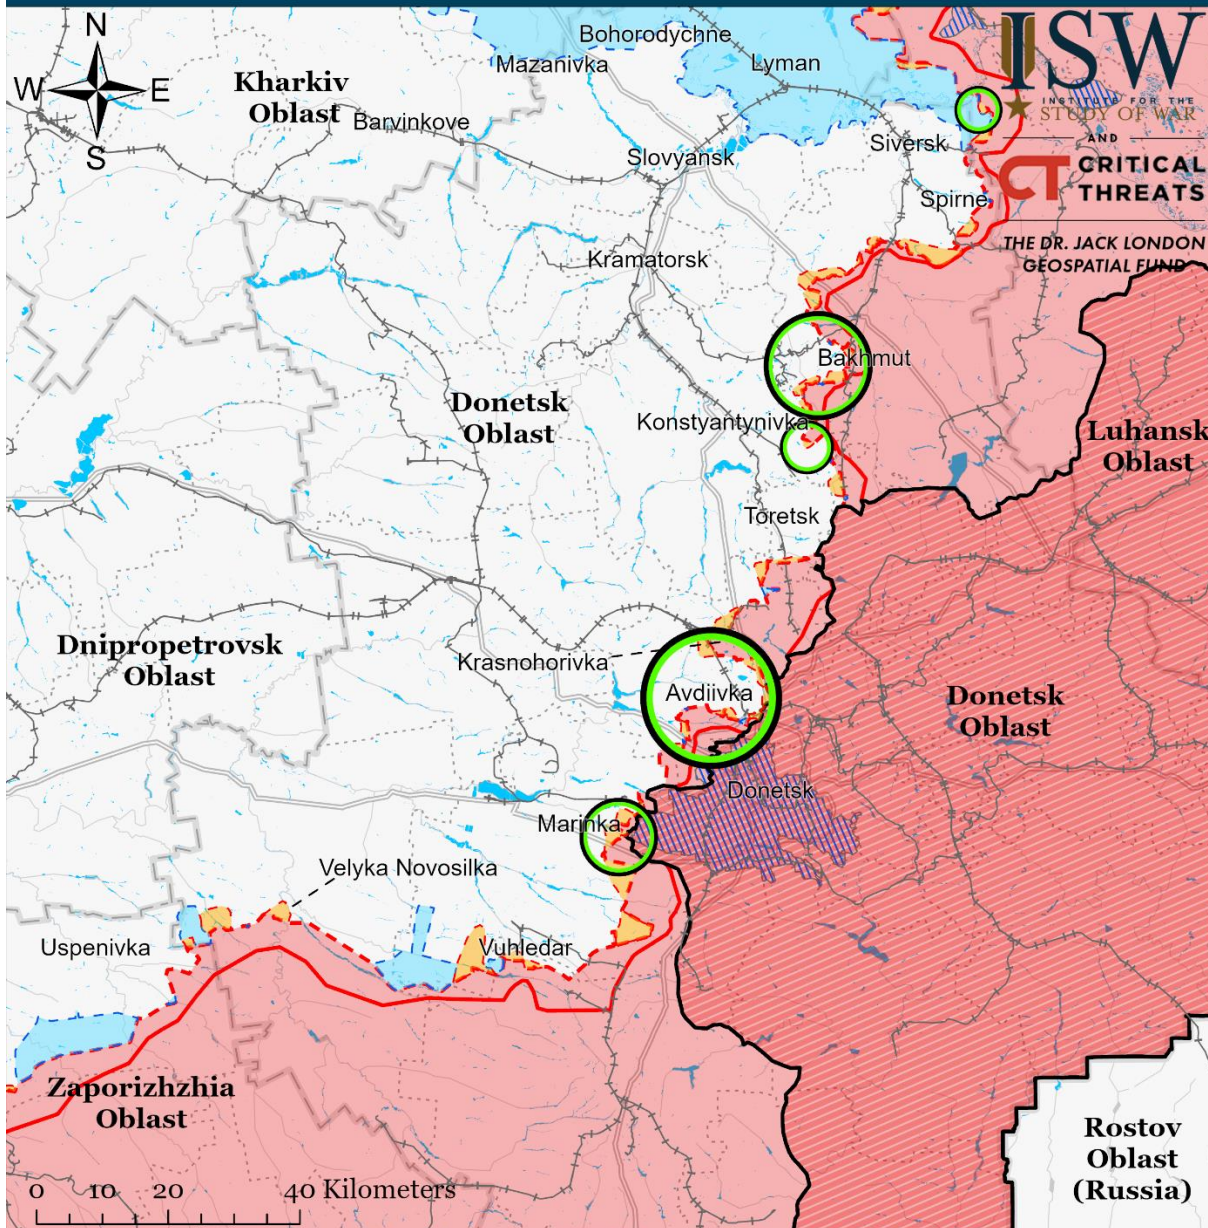 N
W
E
S
Bohorodychne
Mazanivka
Lyman
ISW
INSTITUTE FOR THE
STUDY OF WAR
AND
CT CRITICAL
THREATS
THE DR. JACK LONDON
GEOSPATIAL FUND
Kharkiv
Oblast
Barvinkove
Slovyansk
Siversk
Spirne
Kramatorsk
Bakhmut
Donetsk
Oblast
Konstyantynivka
Luhansk
Oblast
Toretsk
Dnipropetrovsk
Oblast
Krasnohorivka
Avdiivka
Donetsk
Oblast
Donetsk
Marinka
Velyka Novosilka
Uspenivka
Vuhledar
Zaporizhzhia
Oblast
Rostov
Oblast
(Russia)
0 10 20 40 Kilometers